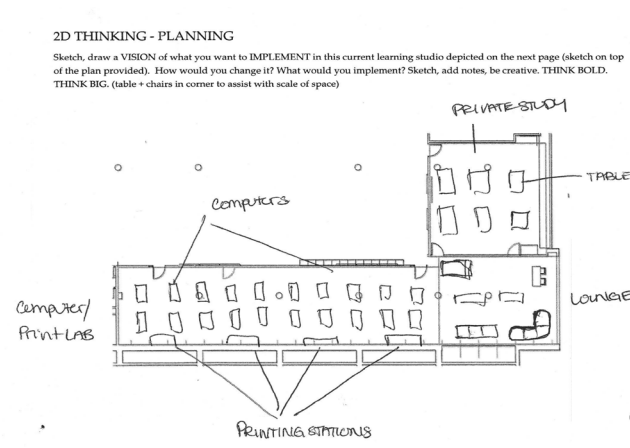 2D THINKING - PLANNING
Sketch, draw a VISION of what you want to IMPLEMENT in this current learning studio depicted on the next page (sketch on top
of the plan provided). How would you change it? What would you implement? Sketch, add notes, be creative. THINK BOLD.
THINK BIG. (table + chairs in corner to assist with scale of space)
PRIVATE STUDY
TABLE
Computers
LOUNGE
Computer/
Print LAB
PRINTING STATIONS